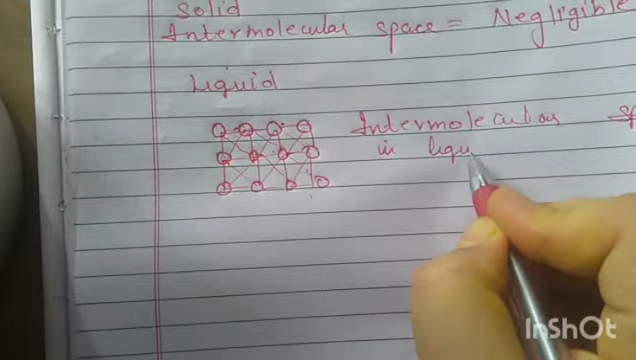 Solid
Intermolecular space = Negligible
Liquid
Intermolecular
in liqu
InShOt